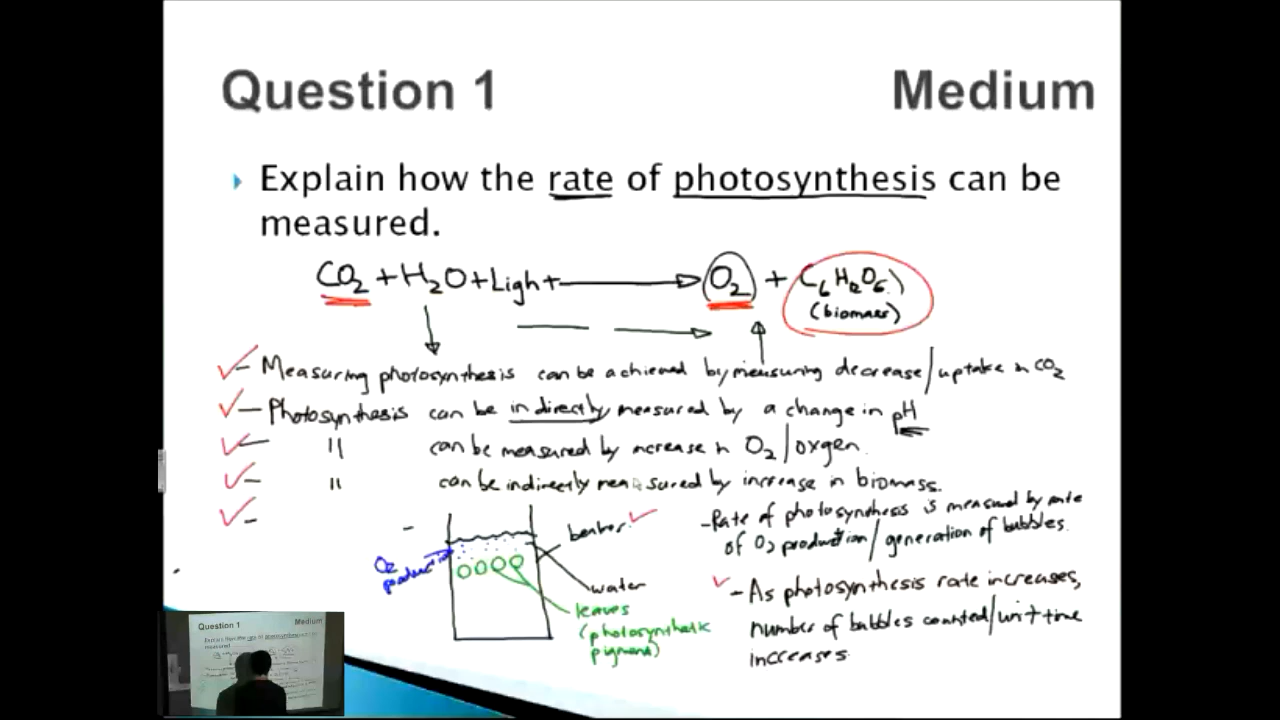 Question 1 Medium
Explain how the rate of photosynthesis can be
measured.
CO2 + H2O + Light → O2 + C6H12O6
(biomass)
- Measuring photosynthesis can be achieved by measuring decrease/uptake in CO2
- Photosynthesis can be indirectly measured by a change in pH
- " can be measured by increase in O2/oxygen.
- " can be indirectly measured by increase in biomass.
beaker
O2 production
water
leaves
(photosynthetic
pigment)
- Rate of photosynthesis is measured by rate
of O2 production/generation of bubbles.
- As photosynthesis rate increases,
number of bubbles counted/unit time
increases.
Question 1 Medium